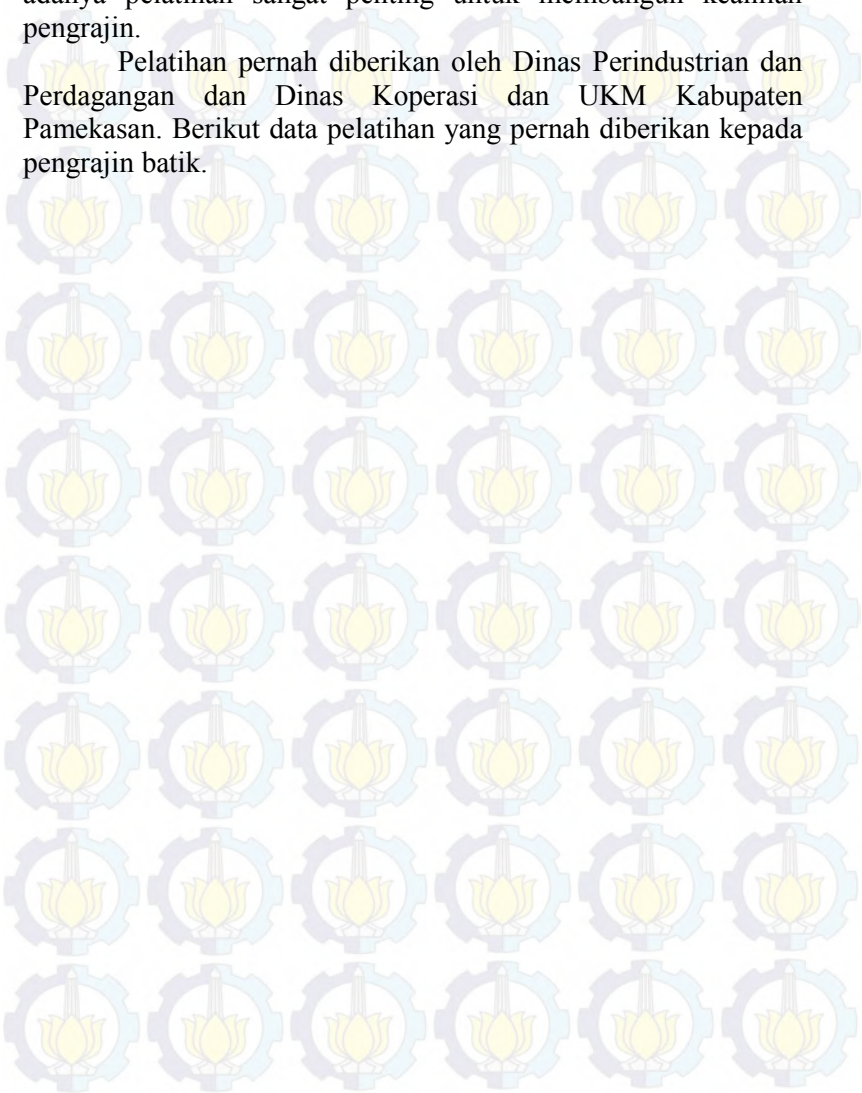 adanya pelatihan sangat penting untuk membangun keahlian
pengrajin.
Pelatihan pernah diberikan oleh Dinas Perindustrian dan
Perdagangan dan Dinas Koperasi dan UKM Kabupaten
Pamekasan. Berikut data pelatihan yang pernah diberikan kepada
pengrajin batik.